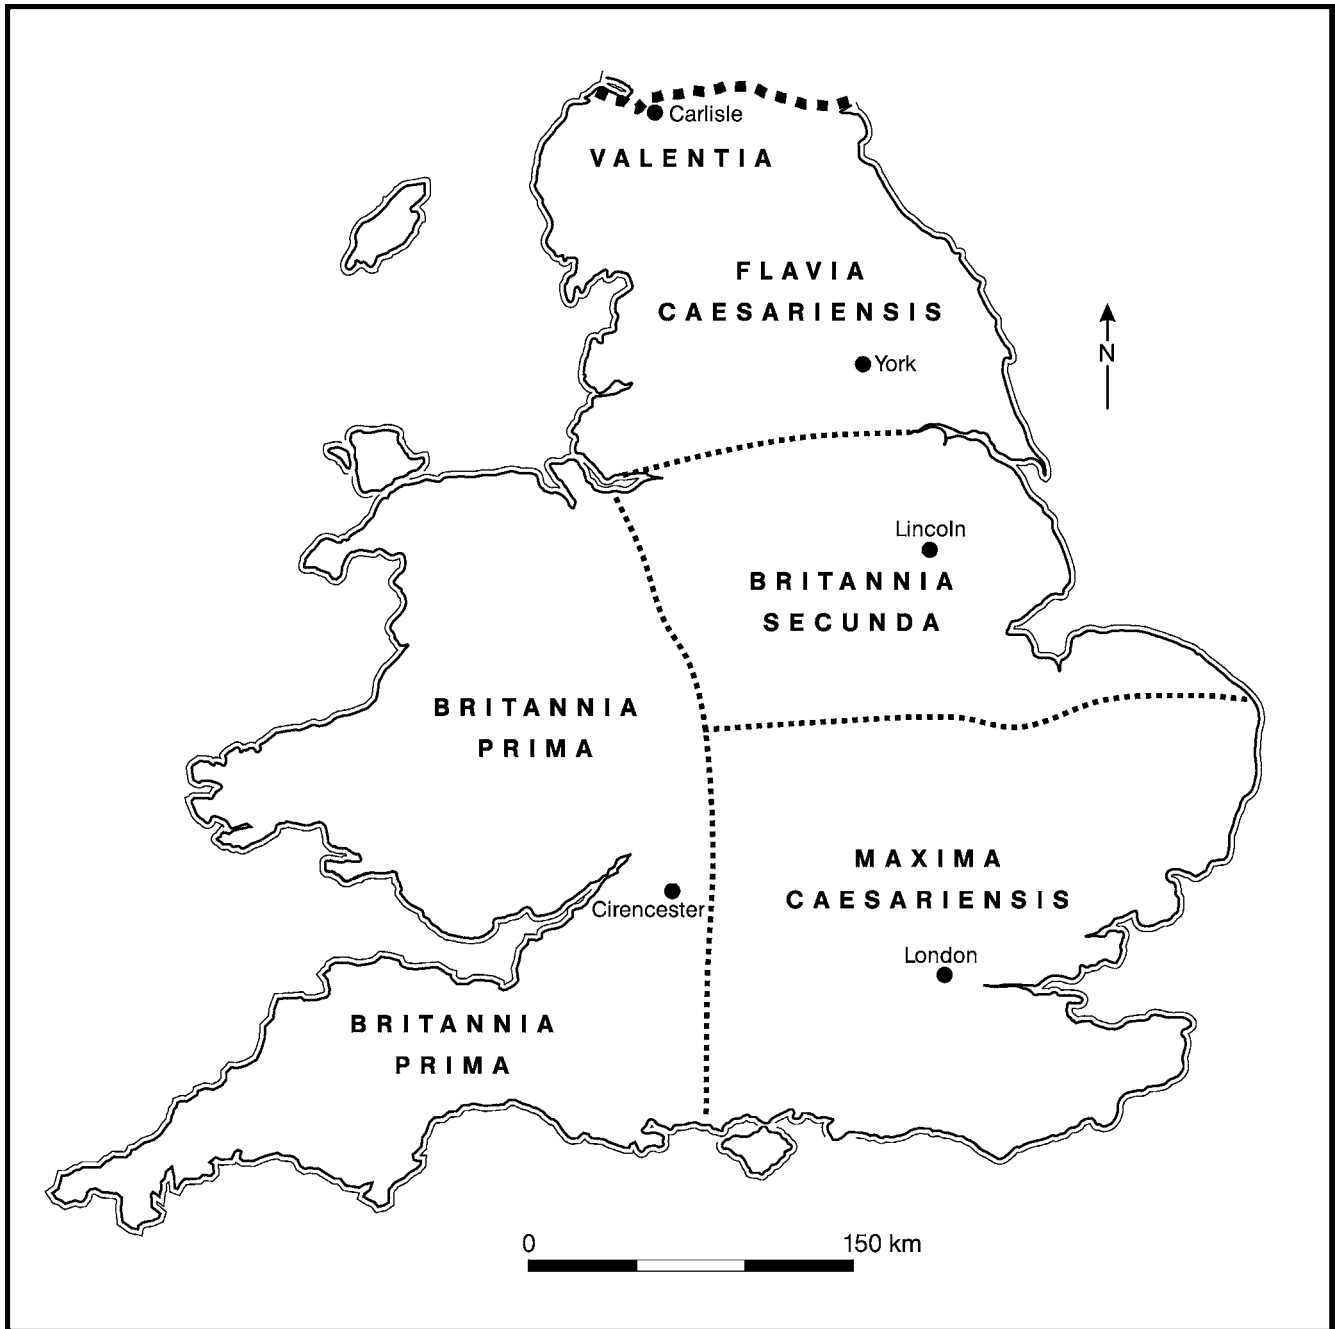 Carlisle
VALENTIA
FLAVIA
CAESARIENSIS
N
York
Lincoln
BRITANNIA
SECUNDA
BRITANNIA
PRIMA
MAXIMA
CAESARIENSIS
Cirencester
London
BRITANNIA
PRIMA
0 150 km